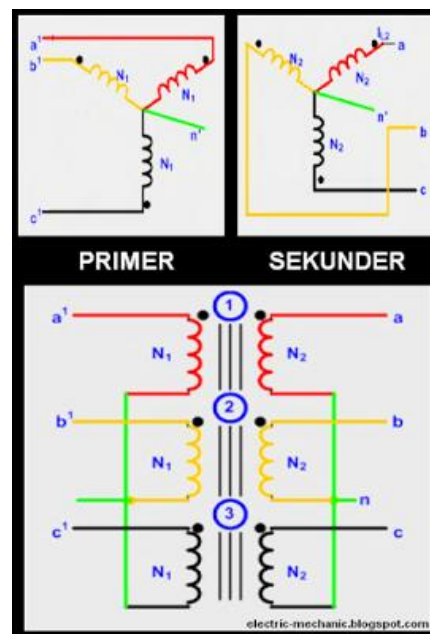 a¹
b¹
N₁
N₁
n'
N₁
c¹
I_L2 a
N₂
N₂
n'
b
N₂
c
PRIMER
SEKUNDER
1
a¹
a
N₁
N₂
2
b¹
b
N₁
N₂
n
3
c¹
c
N₁
N₂
electric-mechanic.blogspot.com